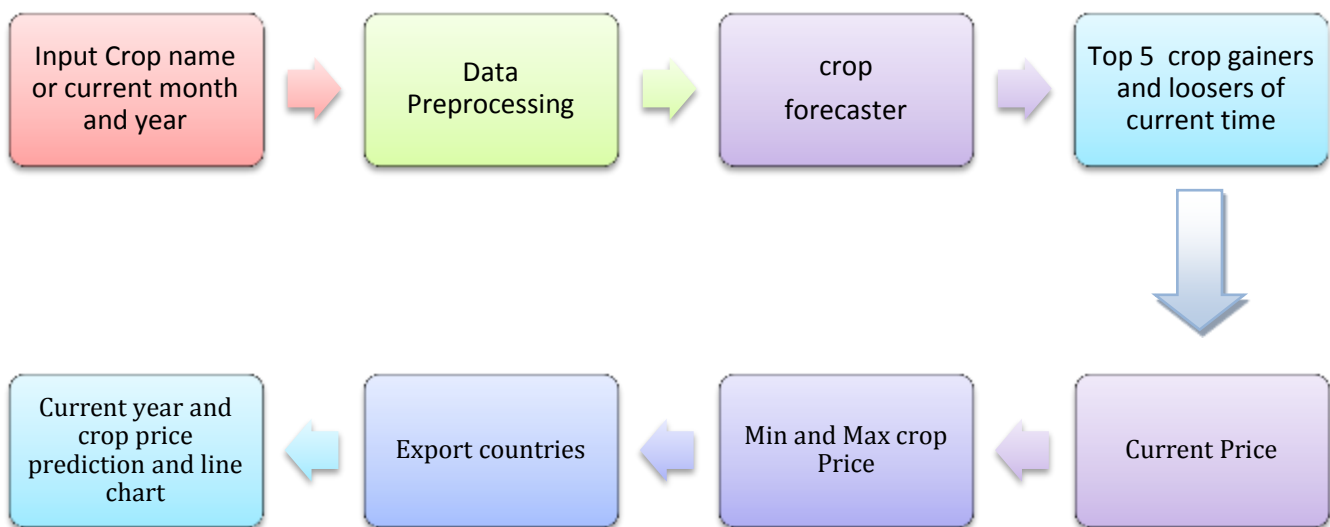 Input Crop name
or current month
and year
Data
Preprocessing
crop
forecaster
Top 5 crop gainers
and loosers of
current time
Current Price
Min and Max crop
Price
Export countries
Current year and
crop price
prediction and line
chart